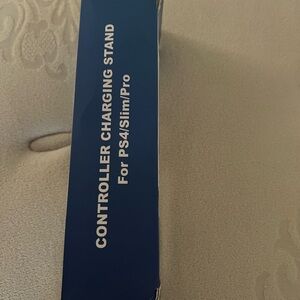 CONTROLLER CHARGING STAND
For PS4/Slim/Pro